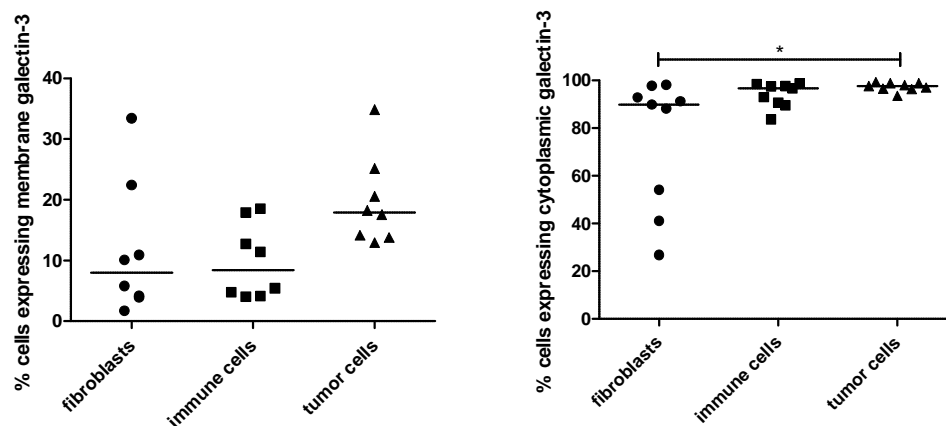 % cells expressing membrane galectin-3
40
30
20
10
0
fibroblasts
immune cells
tumor cells
% cells expressing cytoplasmic galectin-3
*
100
80
60
40
20
0
fibroblasts
immune cells
tumor cells